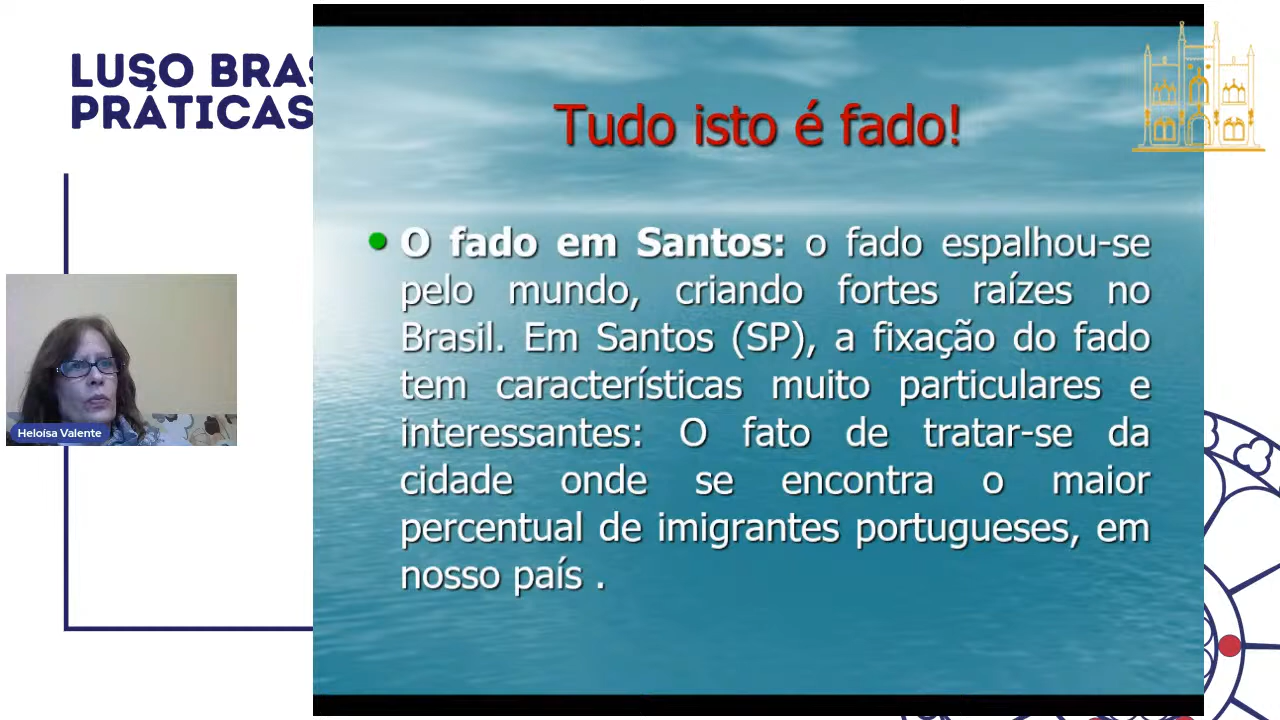 LUSO BRAS
PRÁTICAS
Tudo isto é fado!
• O fado em Santos: o fado espalhou-se
pelo mundo, criando fortes raízes no
Brasil. Em Santos (SP), a fixação do fado
tem características muito particulares e
interessantes: O fato de tratar-se da
cidade onde se encontra o maior
percentual de imigrantes portugueses, em
nosso país .
Heloísa Valente